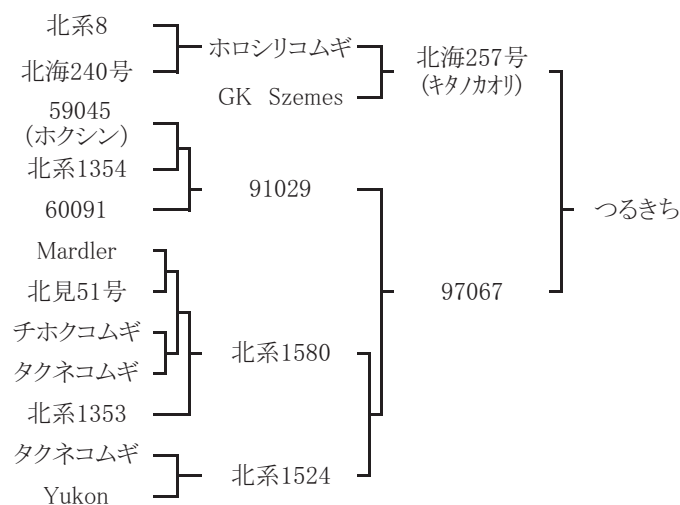 北系8
北海240号
ホロシリコムギ
GK Szemes
北海257号
(キタノカオリ)
59045
(ホクシン)
北系1354
60091
91029
つるきち
Mardler
北見51号
チホクコムギ
タクネコムギ
北系1353
北系1580
97067
タクネコムギ
Yukon
北系1524